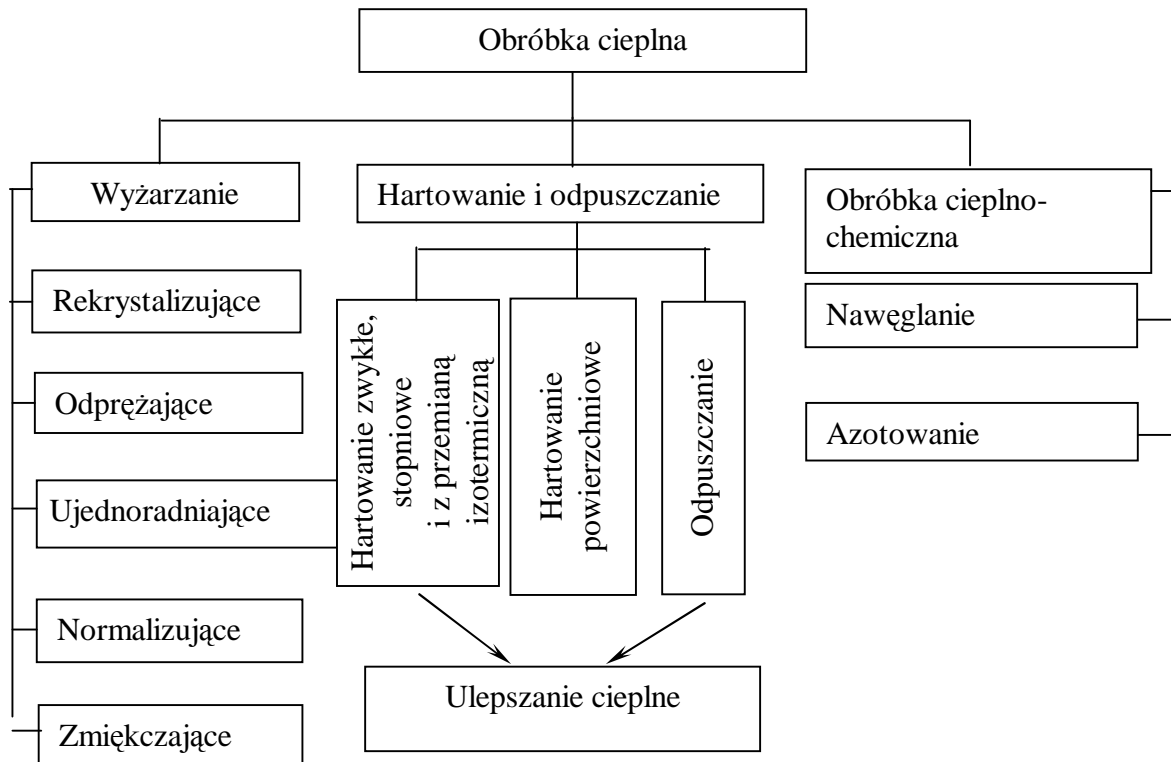 Obróbka cieplna
Wyżarzanie
Hartowanie i odpuszczanie
Obróbka cieplno-
chemiczna
Rekrystalizujące
Odprężające
Ujednoradniające
Normalizujące
Zmiękczające
Hartowanie zwykłe,
stopniowe
i z przemianą
izotermiczną
Hartowanie
powierzchniowe
Odpuszczanie
Ulepszanie cieplne
Nawęglanie
Azotowanie